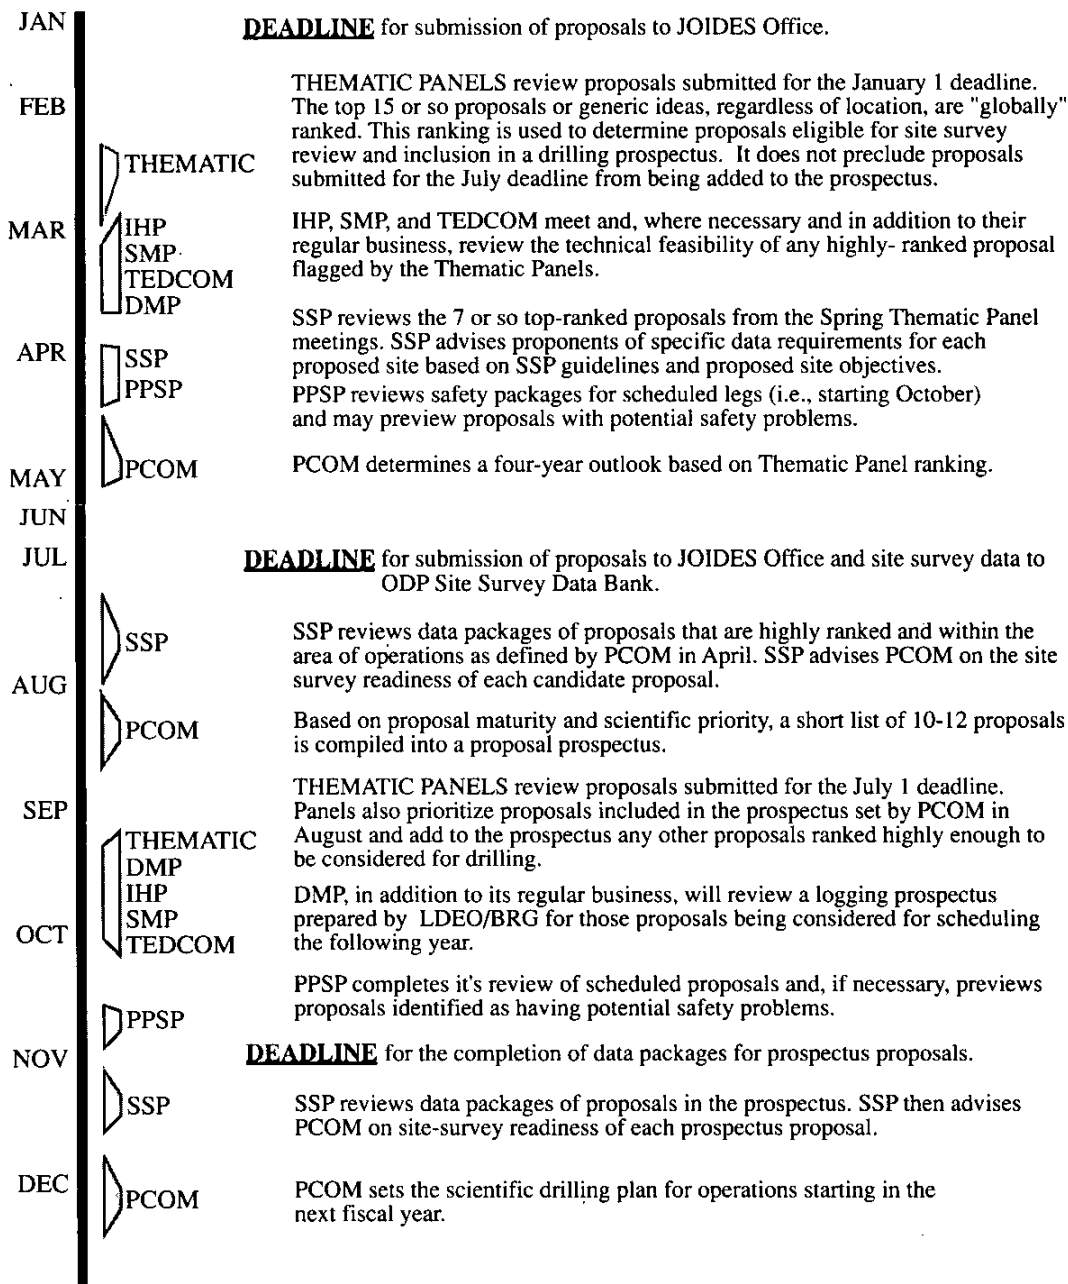 JAN
DEADLINE for submission of proposals to JOIDES Office.
FEB
THEMATIC PANELS review proposals submitted for the January 1 deadline.
The top 15 or so proposals or generic ideas, regardless of location, are "globally"
ranked. This ranking is used to determine proposals eligible for site survey
review and inclusion in a drilling prospectus. It does not preclude proposals
submitted for the July deadline from being added to the prospectus.
THEMATIC
MAR
IHP
SMP
TEDCOM
DMP
IHP, SMP, and TEDCOM meet and, where necessary and in addition to their
regular business, review the technical feasibility of any highly- ranked proposal
flagged by the Thematic Panels.
APR
SSP
PPSP
SSP reviews the 7 or so top-ranked proposals from the Spring Thematic Panel
meetings. SSP advises proponents of specific data requirements for each
proposed site based on SSP guidelines and proposed site objectives.
PPSP reviews safety packages for scheduled legs (i.e., starting October)
and may preview proposals with potential safety problems.
MAY
PCOM
PCOM determines a four-year outlook based on Thematic Panel ranking.
JUN
JUL
DEADLINE for submission of proposals to JOIDES Office and site survey data to
ODP Site Survey Data Bank.
SSP
SSP reviews data packages of proposals that are highly ranked and within the
area of operations as defined by PCOM in April. SSP advises PCOM on the site
survey readiness of each candidate proposal.
AUG
PCOM
Based on proposal maturity and scientific priority, a short list of 10-12 proposals
is compiled into a proposal prospectus.
SEP
THEMATIC PANELS review proposals submitted for the July 1 deadline.
Panels also prioritize proposals included in the prospectus set by PCOM in
August and add to the prospectus any other proposals ranked highly enough to
be considered for drilling.
THEMATIC
DMP
IHP
SMP
TEDCOM
OCT
DMP, in addition to its regular business, will review a logging prospectus
prepared by LDEO/BRG for those proposals being considered for scheduling
the following year.
PPSP
PPSP completes it's review of scheduled proposals and, if necessary, previews
proposals identified as having potential safety problems.
NOV
DEADLINE for the completion of data packages for prospectus proposals.
SSP
SSP reviews data packages of proposals in the prospectus. SSP then advises
PCOM on site-survey readiness of each prospectus proposal.
DEC
PCOM
PCOM sets the scientific drilling plan for operations starting in the
next fiscal year.